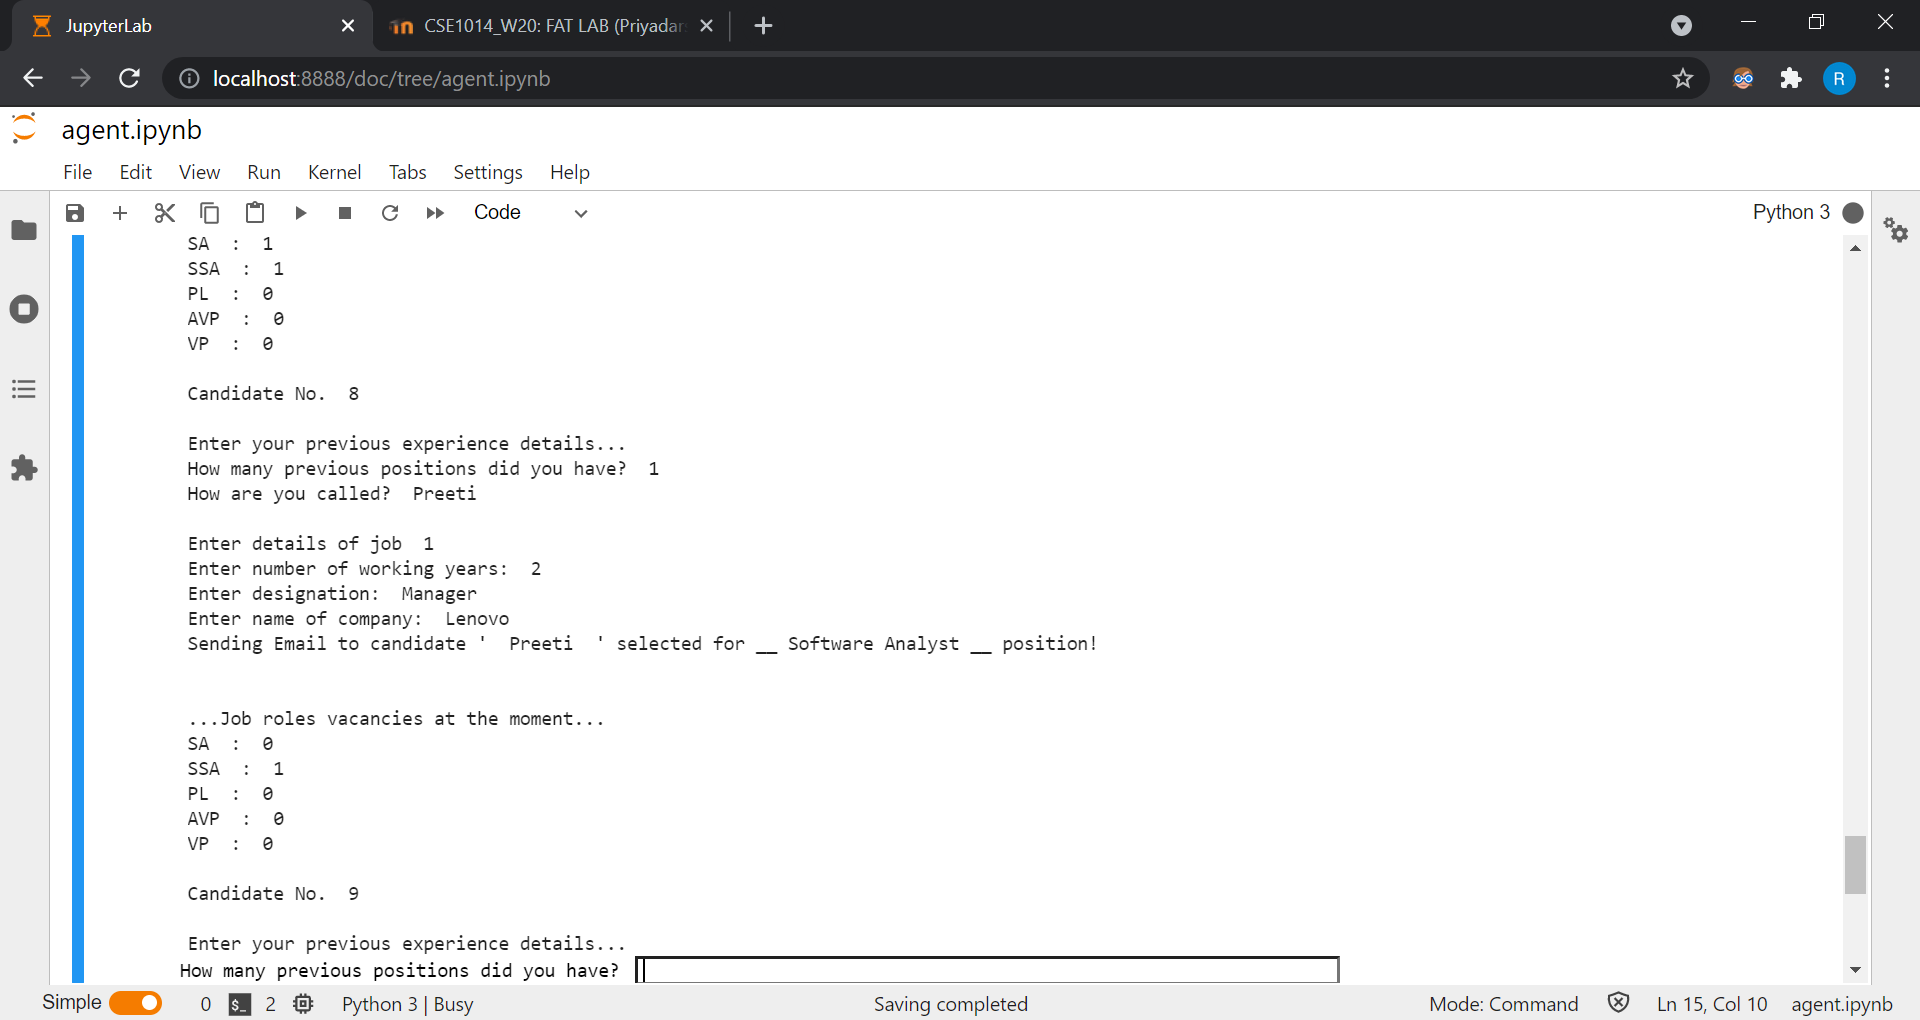 JupyterLab
CSE1014_W20: FAT LAB (Priyadar
localhost:8888/doc/tree/agent.ipynb
R
agent.ipynb
File Edit View Run Kernel Tabs Settings Help
Code
Python 3
SA : 1
SSA : 1
PL : 0
AVP : 0
VP : 0
Candidate No. 8
Enter your previous experience details...
How many previous positions did you have? 1
How are you called? Preeti
Enter details of job 1
Enter number of working years: 2
Enter designation: Manager
Enter name of company: Lenovo
Sending Email to candidate ' Preeti ' selected for __ Software Analyst __ position!
...Job roles vacancies at the moment...
SA : 0
SSA : 1
PL : 0
AVP : 0
VP : 0
Candidate No. 9
Enter your previous experience details...
How many previous positions did you have?
Simple 0 $_ 2 Python 3 | Busy Saving completed Mode: Command Ln 15, Col 10 agent.ipynb